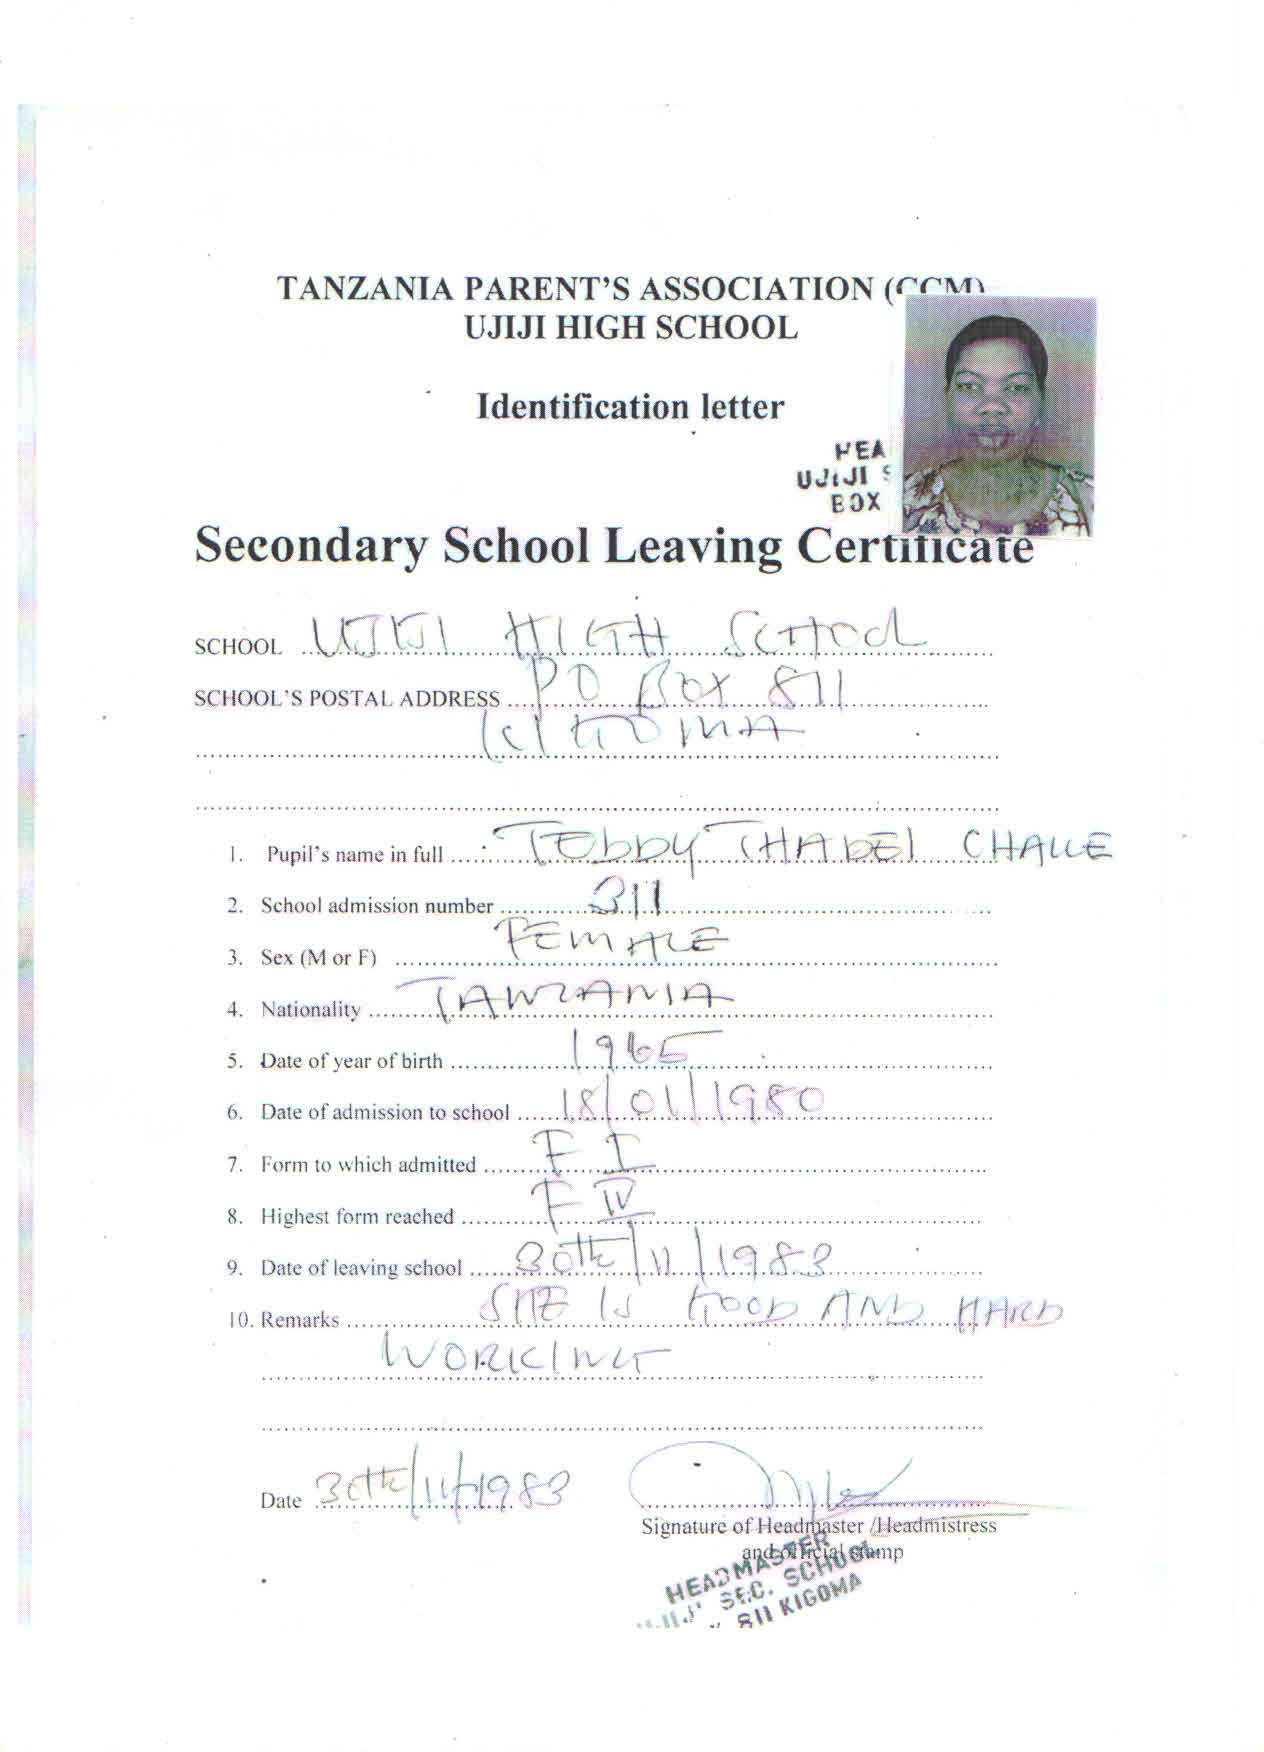 TANZANIA PARENT'S ASSOCIATION (CCM)
UJIJI HIGH SCHOOL
Identification letter
HEA
UJIJI S
BOX
Secondary School Leaving Certificate
SCHOOL UJIJI HIGH SCHOOL
SCHOOL'S POSTAL ADDRESS PO BOX 811
KIGOMA
1. Pupil's name in full TEDDY THADEI CHALLE
2. School admission number 311
3. Sex (M or F) FEMALE
4. Nationality TANZANIA
5. Date of year of birth 1965
6. Date of admission to school 18/01/1980
7. Form to which admitted F I
8. Highest form reached F IV
9. Date of leaving school 30th/11/1983
10. Remarks SHE IS GOOD AND HARD
WORKING
Date 30th/11/1983
Signature of Headmaster /Headmistress
and official stamp
HEADMASTER
UJIJI SEC. SCHOOL
811 KIGOMA